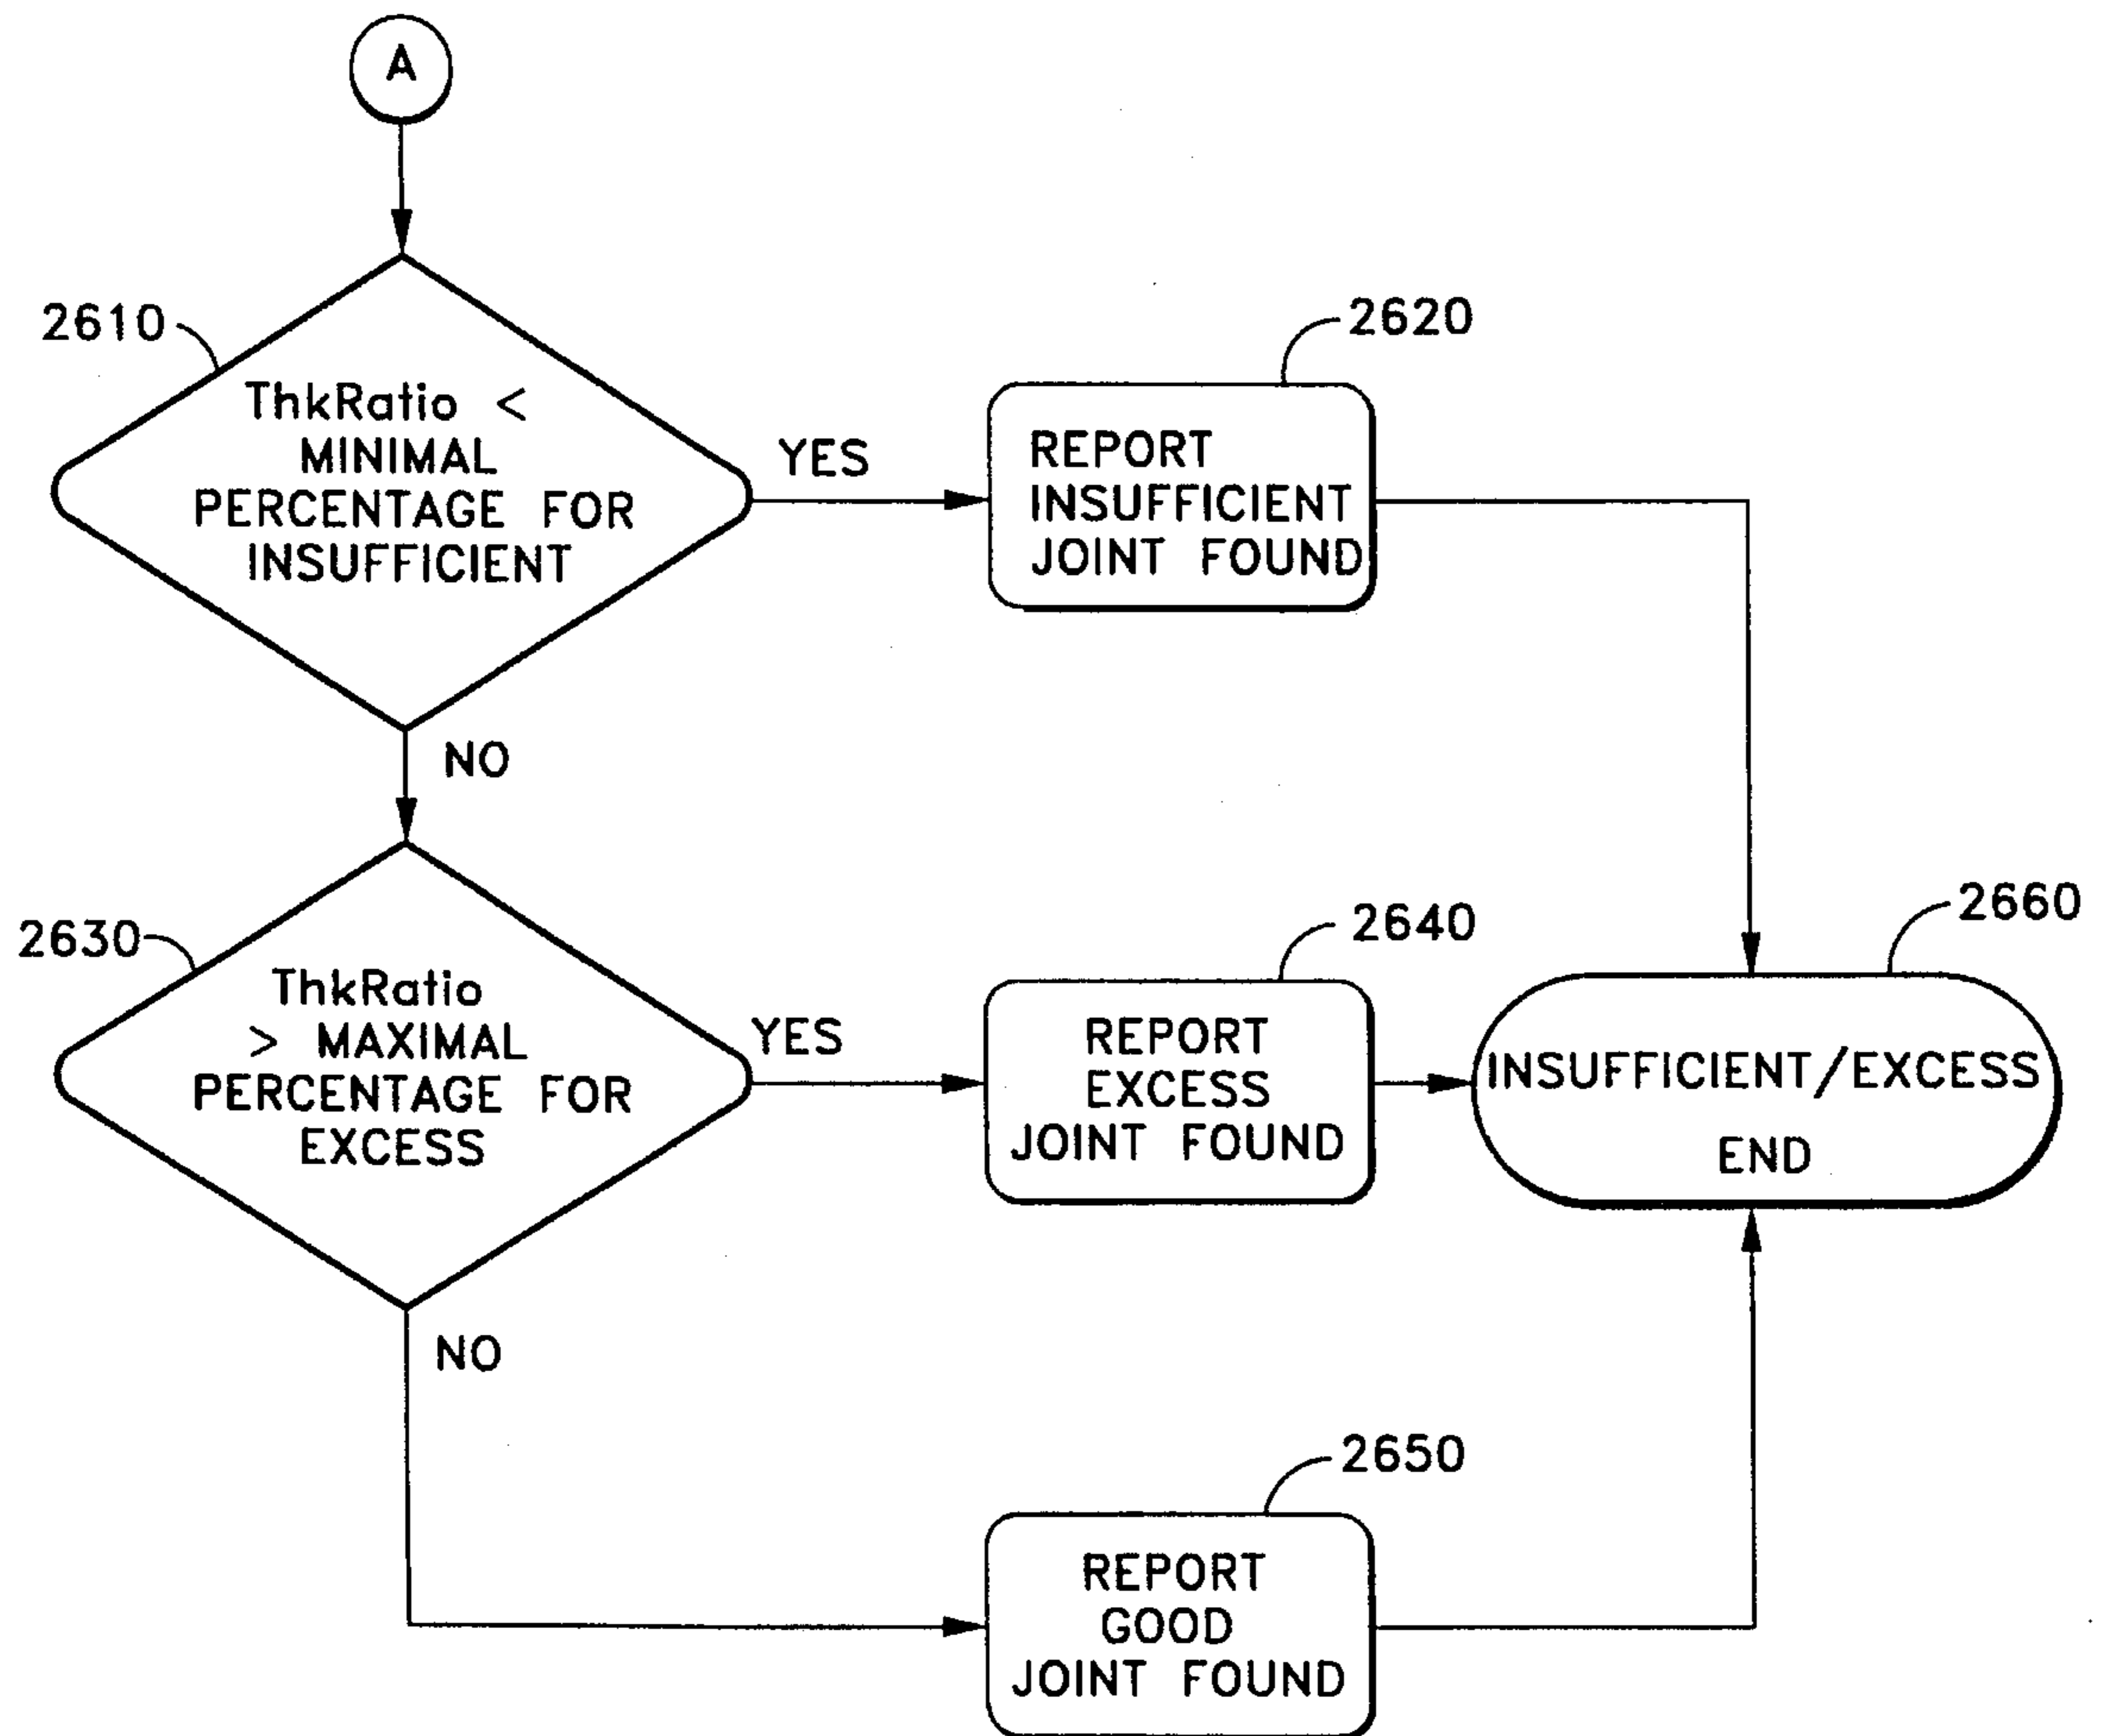 A
2610
ThkRatio <
MINIMAL
PERCENTAGE FOR
INSUFFICIENT
YES
2620
REPORT
INSUFFICIENT
JOINT FOUND
NO
2630
ThkRatio
> MAXIMAL
PERCENTAGE FOR
EXCESS
YES
2640
REPORT
EXCESS
JOINT FOUND
2660
INSUFFICIENT/EXCESS
END
NO
2650
REPORT
GOOD
JOINT FOUND